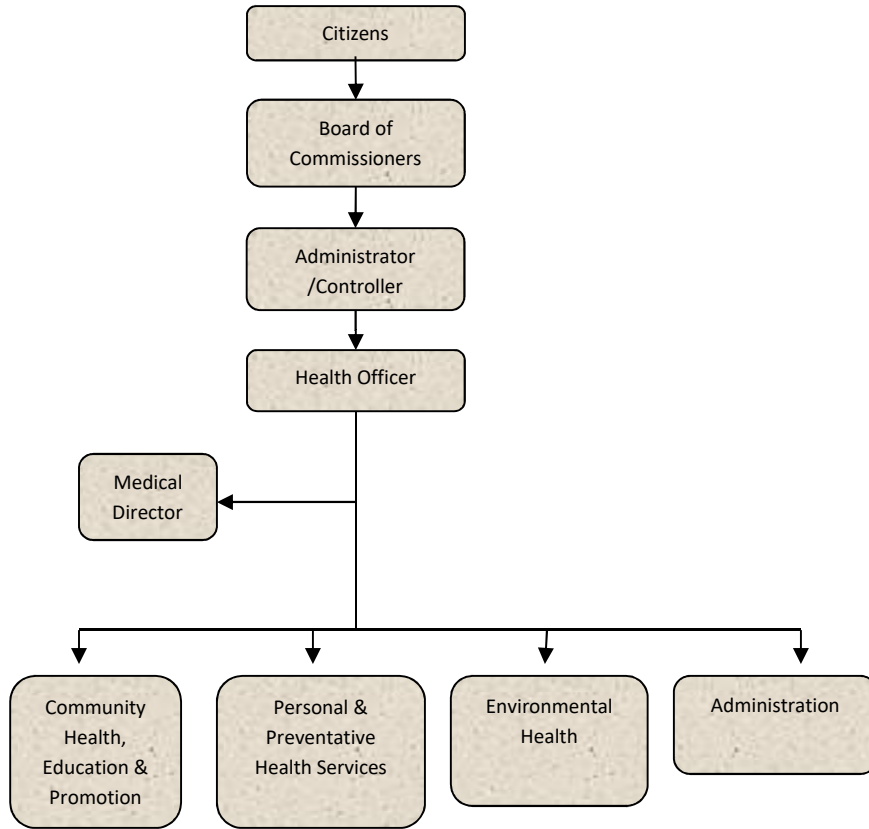 Citizens
Board of
Commissioners
Administrator
/Controller
Health Officer
Medical
Director
Community
Health,
Education &
Promotion
Personal &
Preventative
Health Services
Environmental
Health
Administration